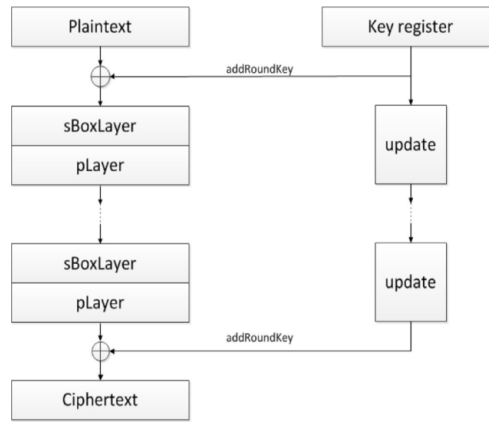 Plaintext
Key register
addRoundKey
sBoxLayer
update
pLayer
sBoxLayer
update
pLayer
addRoundKey
Ciphertext